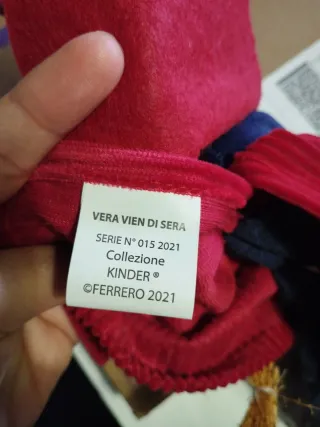 VERA VIEN DI SERA
SERIE N° 015 2021
Collezione
KINDER ®
©FERRERO 2021